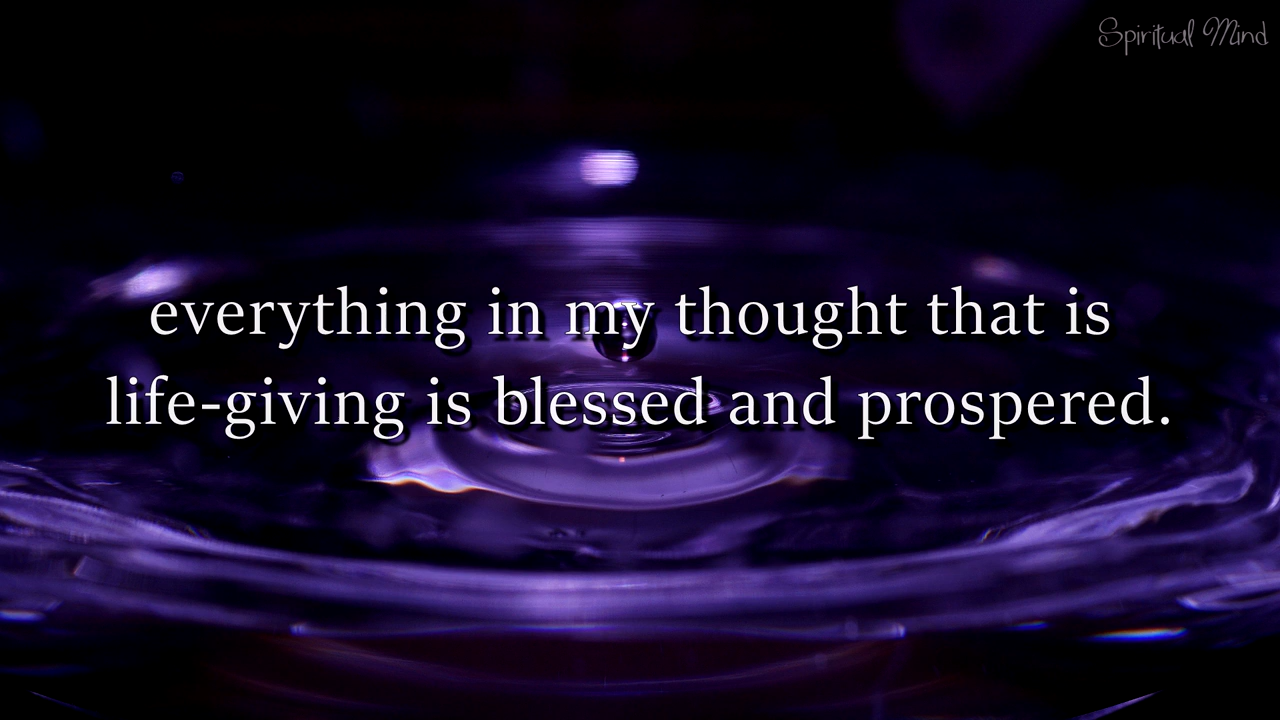 Spiritual Mind
everything in my thought that is
life-giving is blessed and prospered.